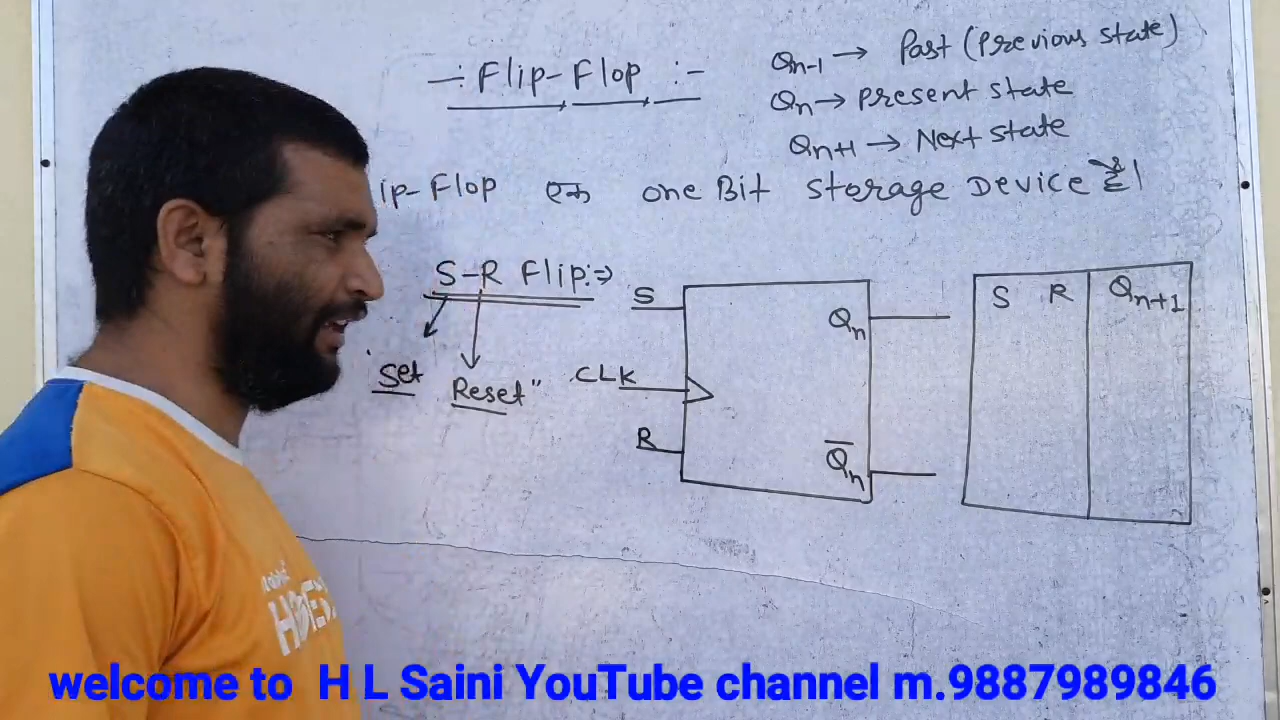 -: Flip-Flop :-
Qn-1 → Past (Previous state)
Qn → Present state
Qn+1 → Next state
ip-Flop एक one Bit storage Device है।
S-R Flip:⇒
"Set Reset"
S
CLK
R
Qn
Q̅n
S R Qn+1
welcome to H L Saini YouTube channel m.9887989846